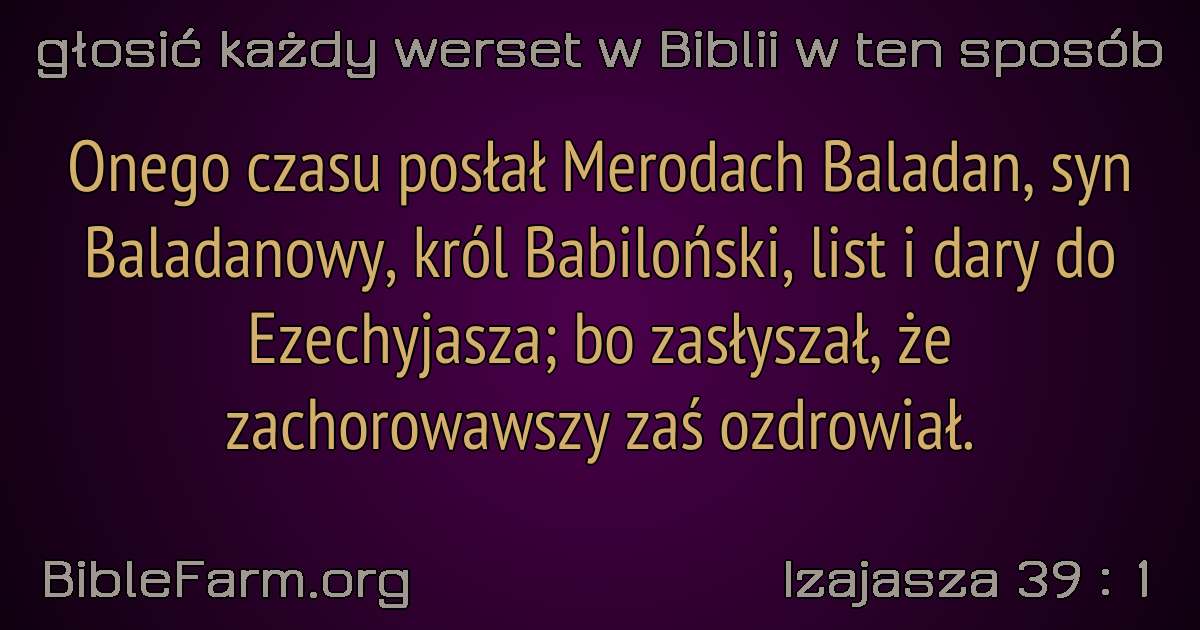 głosić każdy werset w Biblii w ten sposób
Onego czasu posłał Merodach Baladan, syn
Baladanowy, król Babiloński, list i dary do
Ezechyjasza; bo zasłyszał, że
zachorowawszy zaś ozdrowiał.
BibleFarm.org
Izajasza 39 : 1